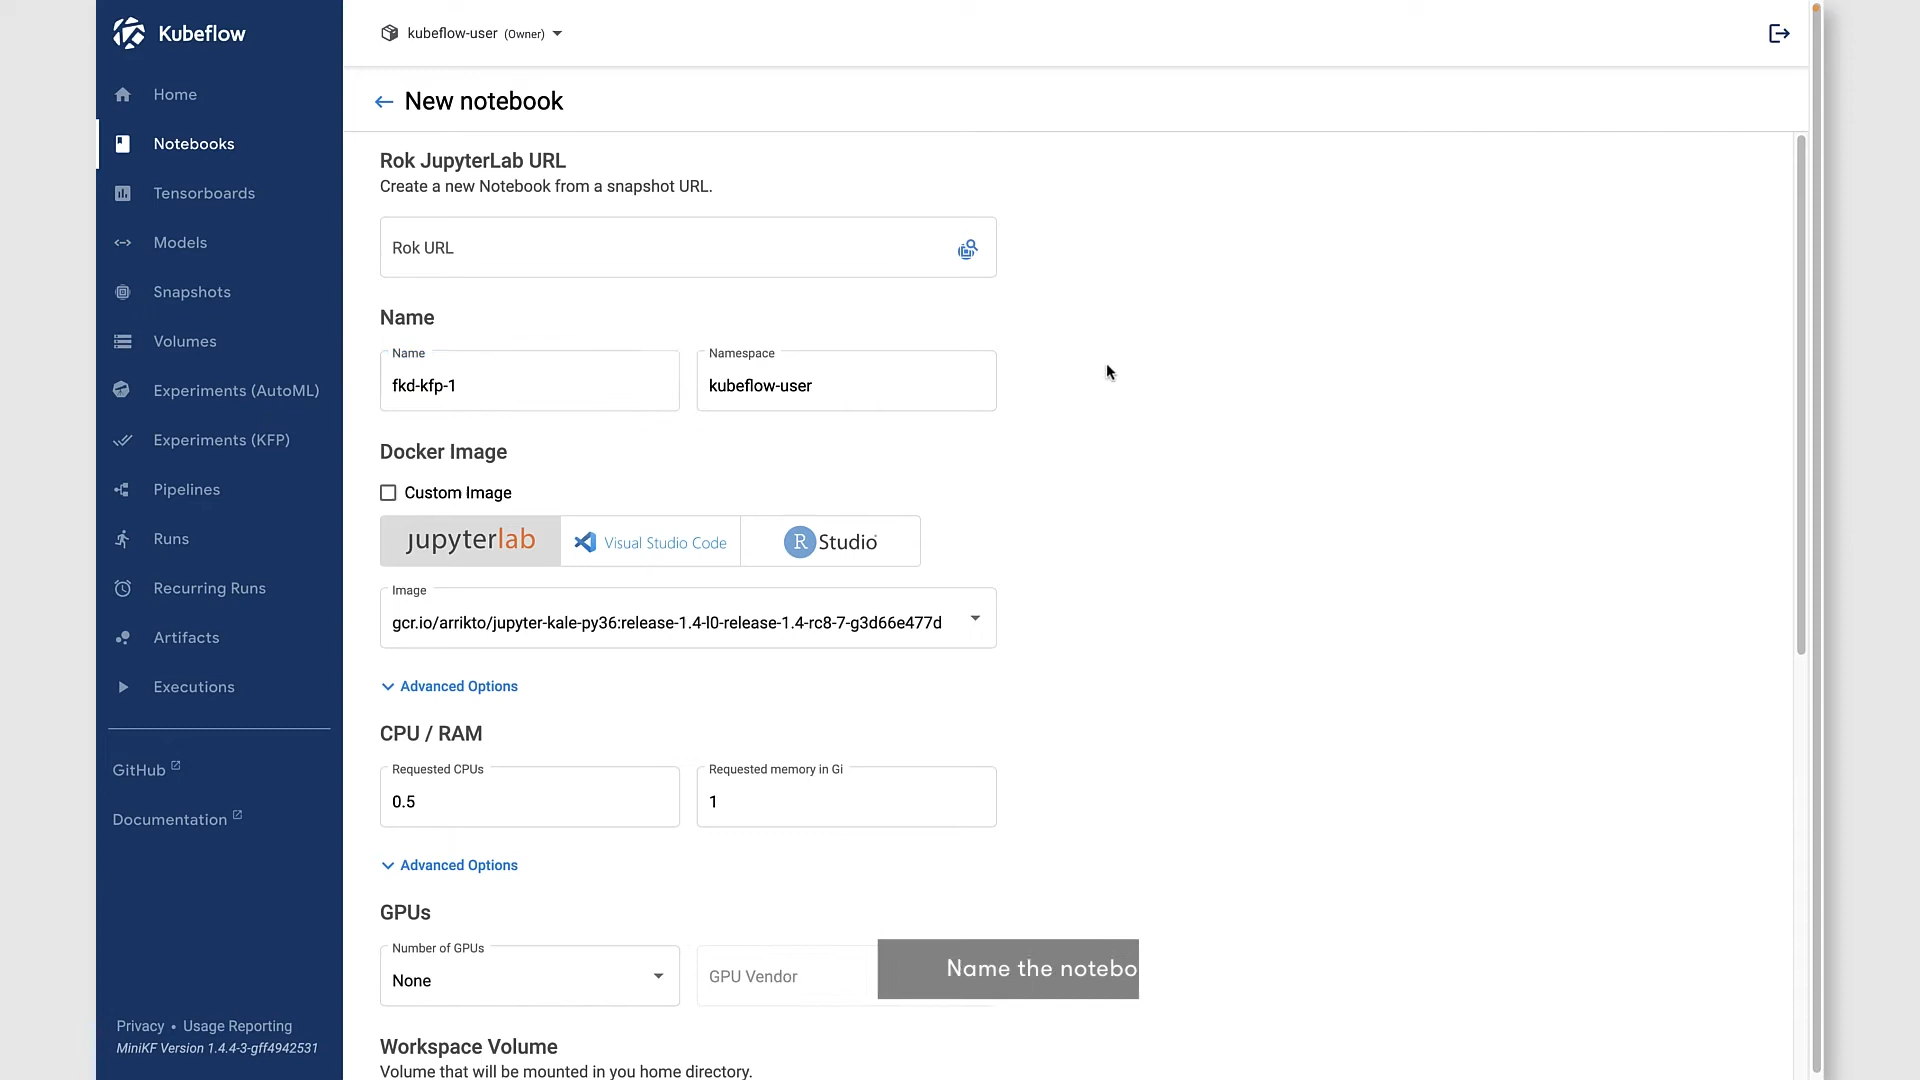 Kubeflow
Home
Notebooks
Tensorboards
Models
Snapshots
Volumes
Experiments (AutoML)
Experiments (KFP)
Pipelines
Runs
Recurring Runs
Artifacts
Executions
GitHub
Documentation
Privacy • Usage Reporting
MiniKF Version 1.4.4-3-gff4942531
kubeflow-user (Owner)
New notebook
Rok JupyterLab URL
Create a new Notebook from a snapshot URL.
Rok URL
Name
Name
fkd-kfp-1
Namespace
kubeflow-user
Docker Image
Custom Image
jupyterlab
Visual Studio Code
R Studio
Image
gcr.io/arrikto/jupyter-kale-py36:release-1.4-l0-release-1.4-rc8-7-g3d66e477d
Advanced Options
CPU / RAM
Requested CPUs
0.5
Requested memory in Gi
1
Advanced Options
GPUs
Number of GPUs
None
GPU Vendor
Name the notebo
Workspace Volume
Volume that will be mounted in you home directory.